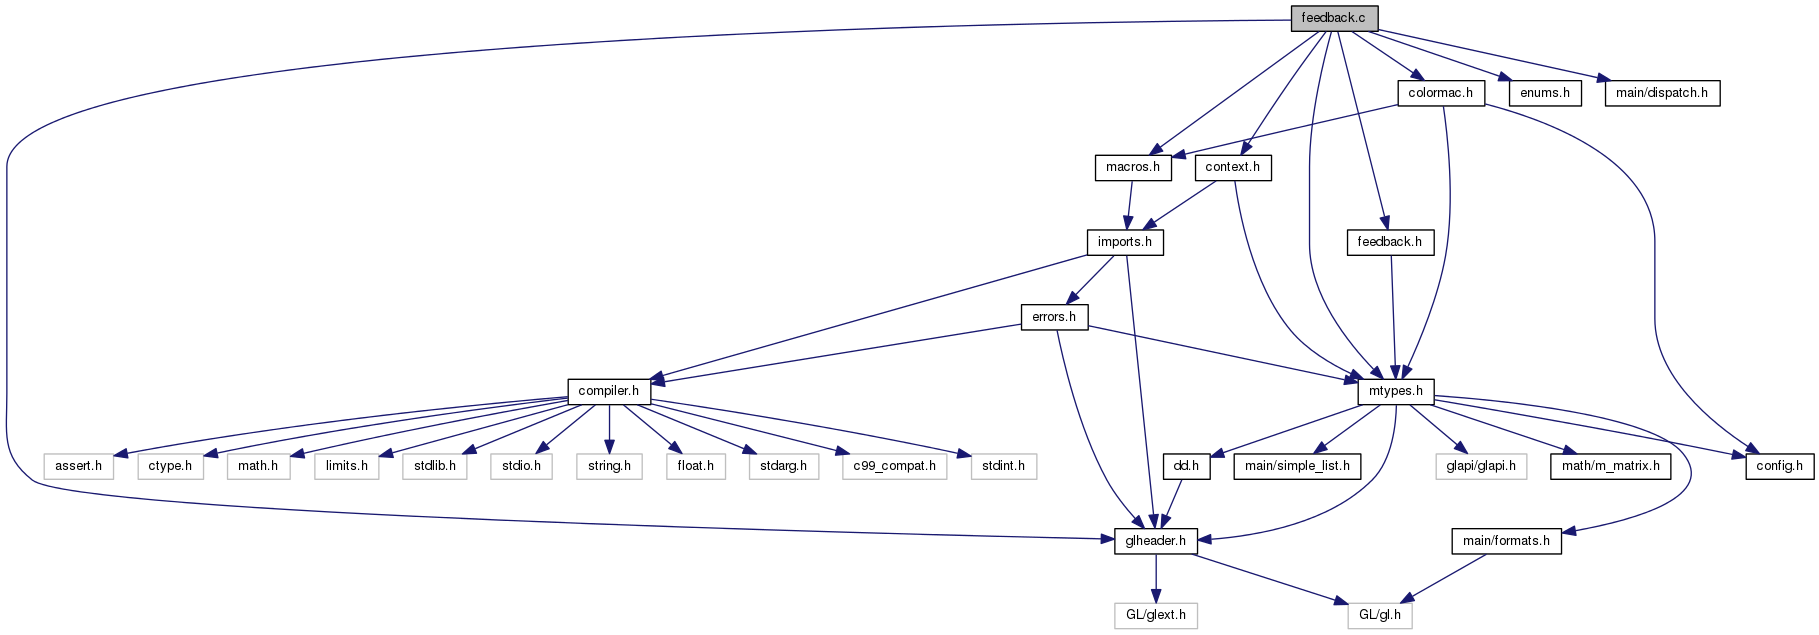 feedback.c
colormac.h
enums.h
main/dispatch.h
macros.h
context.h
imports.h
feedback.h
errors.h
compiler.h
mtypes.h
assert.h
ctype.h
math.h
limits.h
stdlib.h
stdio.h
string.h
float.h
stdarg.h
c99_compat.h
stdint.h
dd.h
main/simple_list.h
glapi/glapi.h
math/m_matrix.h
config.h
glheader.h
main/formats.h
GL/glext.h
GL/gl.h